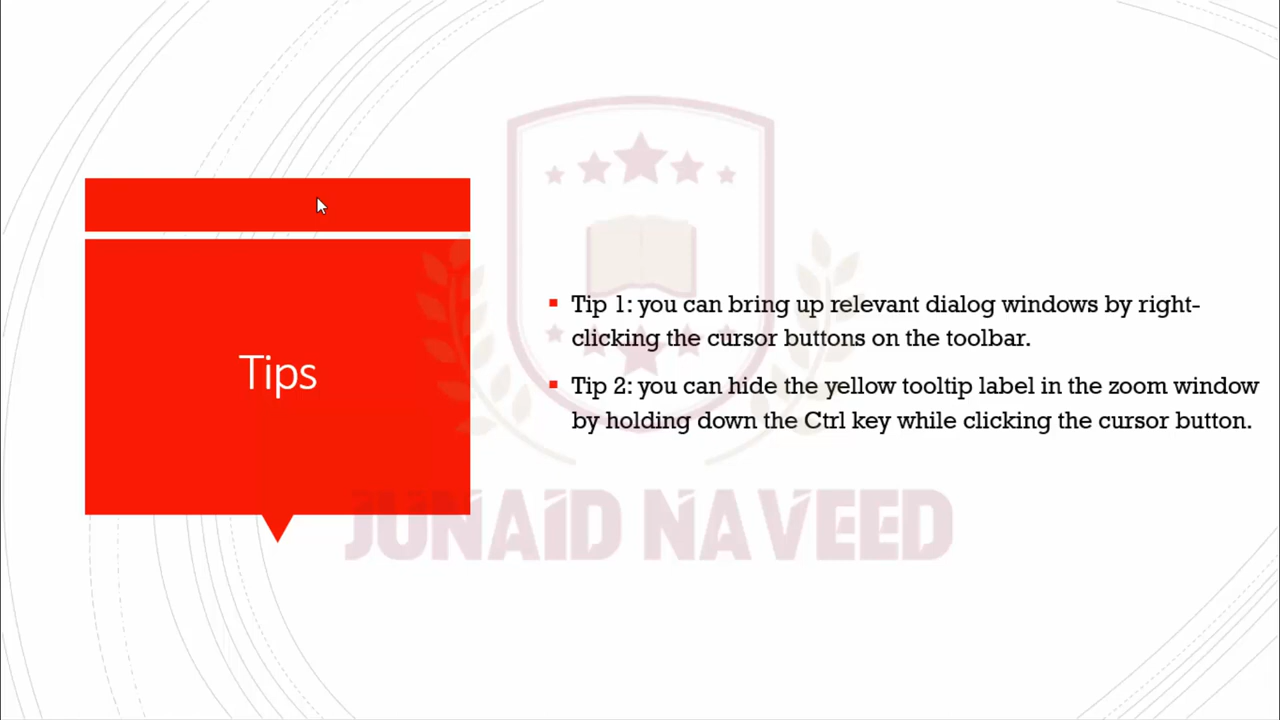 Tips
Tip 1: you can bring up relevant dialog windows by right-
clicking the cursor buttons on the toolbar.
Tip 2: you can hide the yellow tooltip label in the zoom window
by holding down the Ctrl key while clicking the cursor button.
JUNAID NAVEED